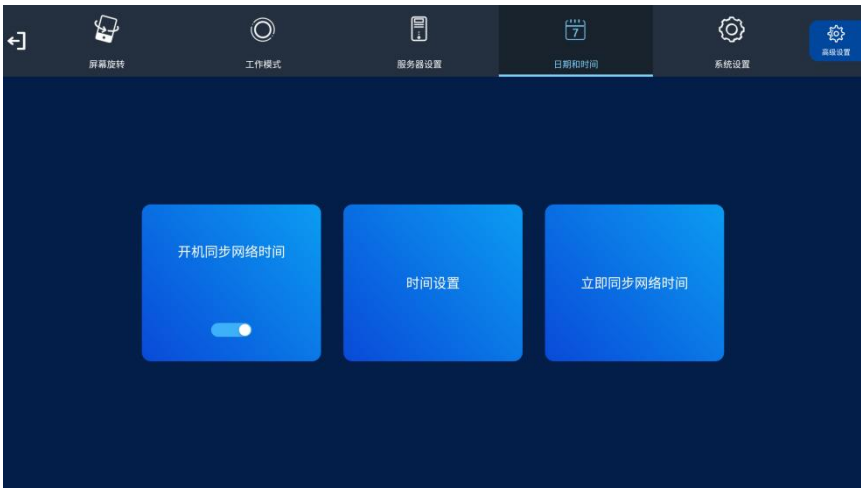 屏幕旋转
工作模式
服务器设置
7
日期和时间
系统设置
高级设置
开机同步网络时间
时间设置
立即同步网络时间